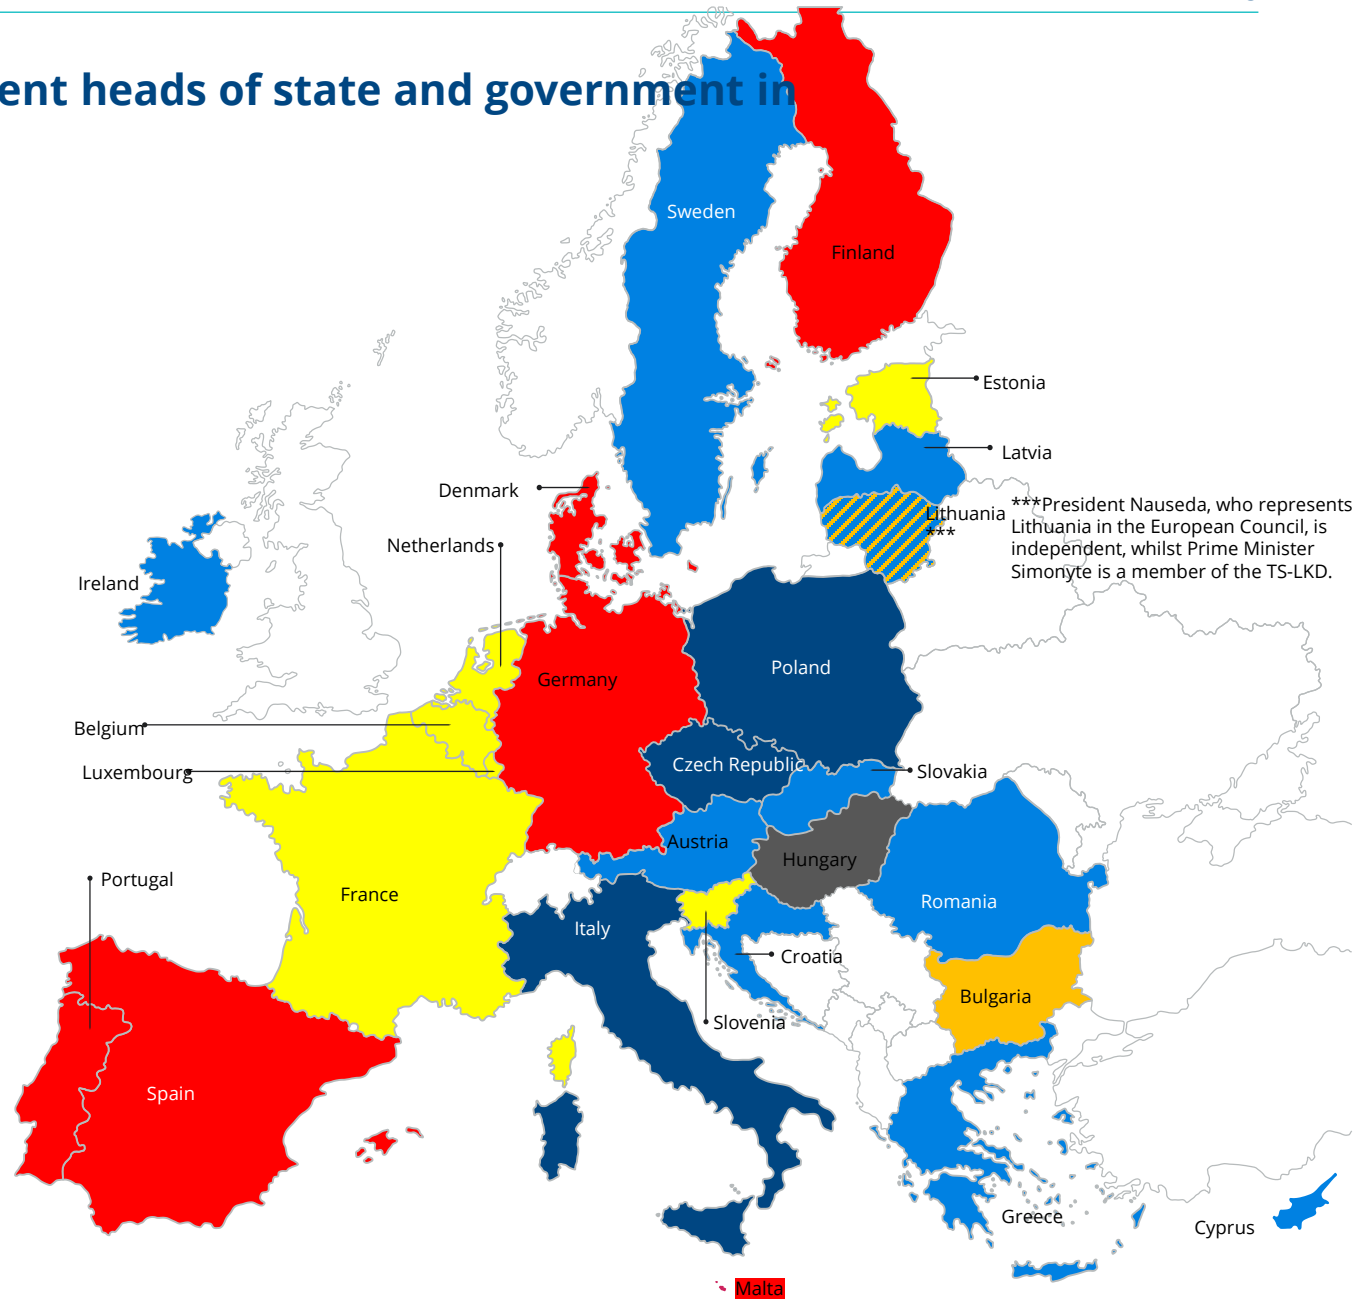 ent heads of state and government in
Sweden
Finland
Estonia
Latvia
Denmark
Lithuania
***
***President Nauseda, who represents
Lithuania in the European Council, is
independent, whilst Prime Minister
Simonyte is a member of the TS-LKD.
Netherlands
Ireland
Poland
Germany
Belgium
Luxembourg
Czech Republic
Slovakia
Austria
Hungary
Portugal
France
Romania
Italy
Croatia
Bulgaria
Slovenia
Spain
Greece
Cyprus
Malta